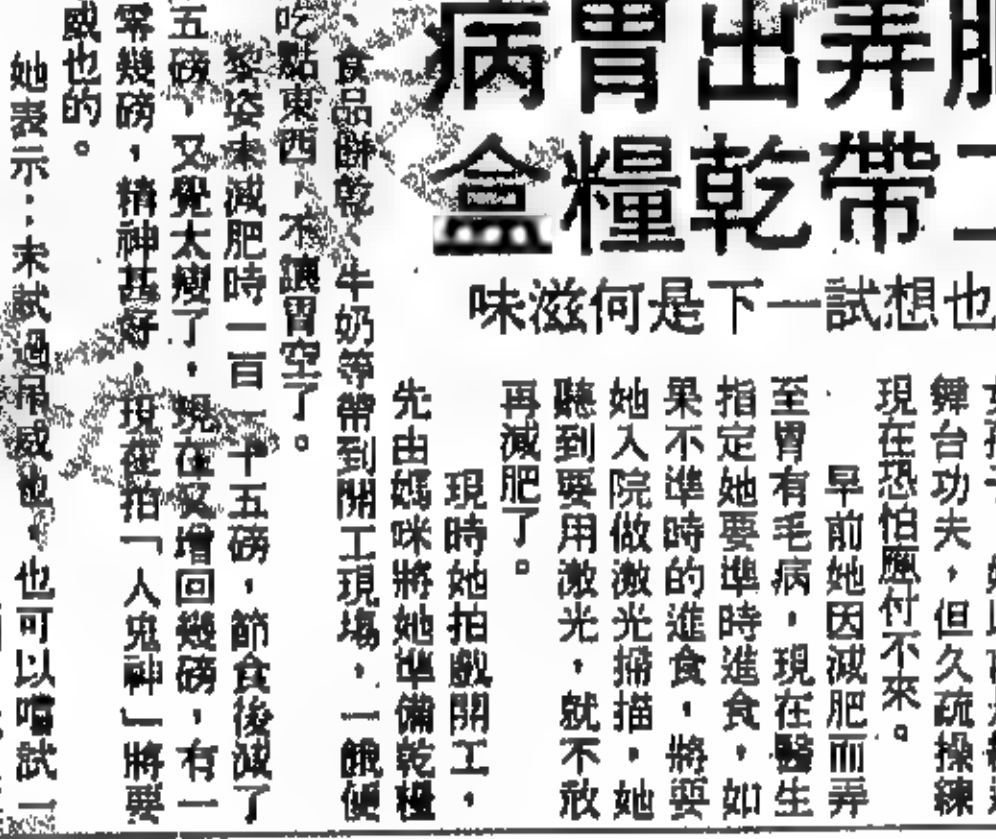 病胃出弄
盒糧乾帶
味滋何是下一試想也
舞台功夫，但久疏操練
現在恐怕應付不來。
早前她因減肥而弄
至胃有毛病，現在醫生
指定她要準時進食，如
果不準時的進食，將要
她入院做激光掃描，她
聽到要用激光，就不敢
再減肥了。
現時她拍戲開工，
先由媽咪將她準備乾糧
、食品餅乾、牛奶等帶到開工現場，一餓便
吃點東西，不讓胃空了。
黎姿未減肥時一百一十五磅，節食後減了
五磅，又覺太瘦了，現在又增回幾磅，有一
零幾磅，精神甚好，現在拍「人鬼神」將要
威也的。
她表示：未試過吊威也，也可以嚐試一